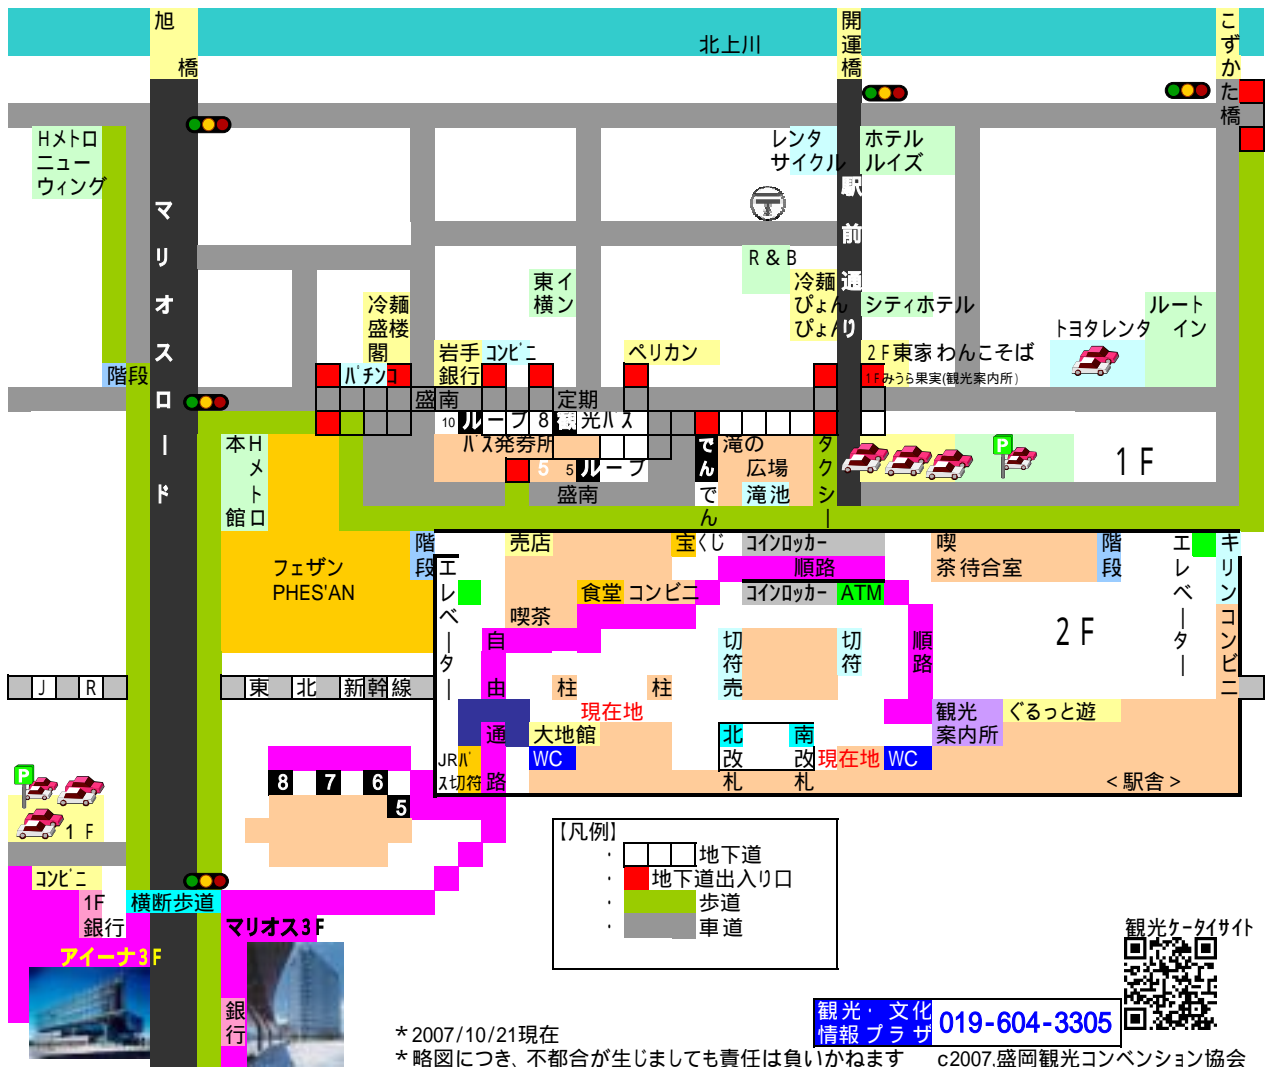 旭橋
北上川
開運橋
こずかた橋
Hメトロ
ニュー
ウィング
マリオスロード
レンタ
サイクル
ホテル
ルイズ
駅前通り
〒
R & B
冷麺
ぴょん
ぴょん
東横
イン
冷麺
盛楼
閣
シティホテル
ルート
イン
トヨタレンタ
階段
パチンコ
岩手
銀行
コンビニ
ペリカン
2F東家わんこそば
1Fみうら果実(観光案内所)
盛南
定期
10 ループ 8 観光バス
バス発券所
5 5 ループ
盛南
でんでん
滝の
広場
滝池
タクシー
P
1F
Hメトロ
本館
フェザン
PHES'AN
階段
エレベーター
売店
宝くじ
コインロッカー
順路
喫
茶 待合室
階段
エレベーター
キリン
コンビニ
食堂 コンビニ
コインロッカー
ATM
喫茶
自由通路
切符売
切符
順路
2F
JR
東北新幹線
柱
柱
現在地
観光
案内所
ぐるっと遊
大地館
WC
北改札
南改札
現在地
WC
JRバ
ス切符
<駅舎>
8 7 6
5
P
1F
コンビニ
1F
銀行
横断歩道
マリオス3F
アイーナ3F
銀行
【凡例】
・ 地下道
・ 地下道出入り口
・ 歩道
・ 車道
観光ケータイサイト
観光・文化
情報プラザ
019-604-3305
*2007/10/21現在
*略図につき、不都合が生じましても責任は負いかねます
c2007,盛岡観光コンベンション協会